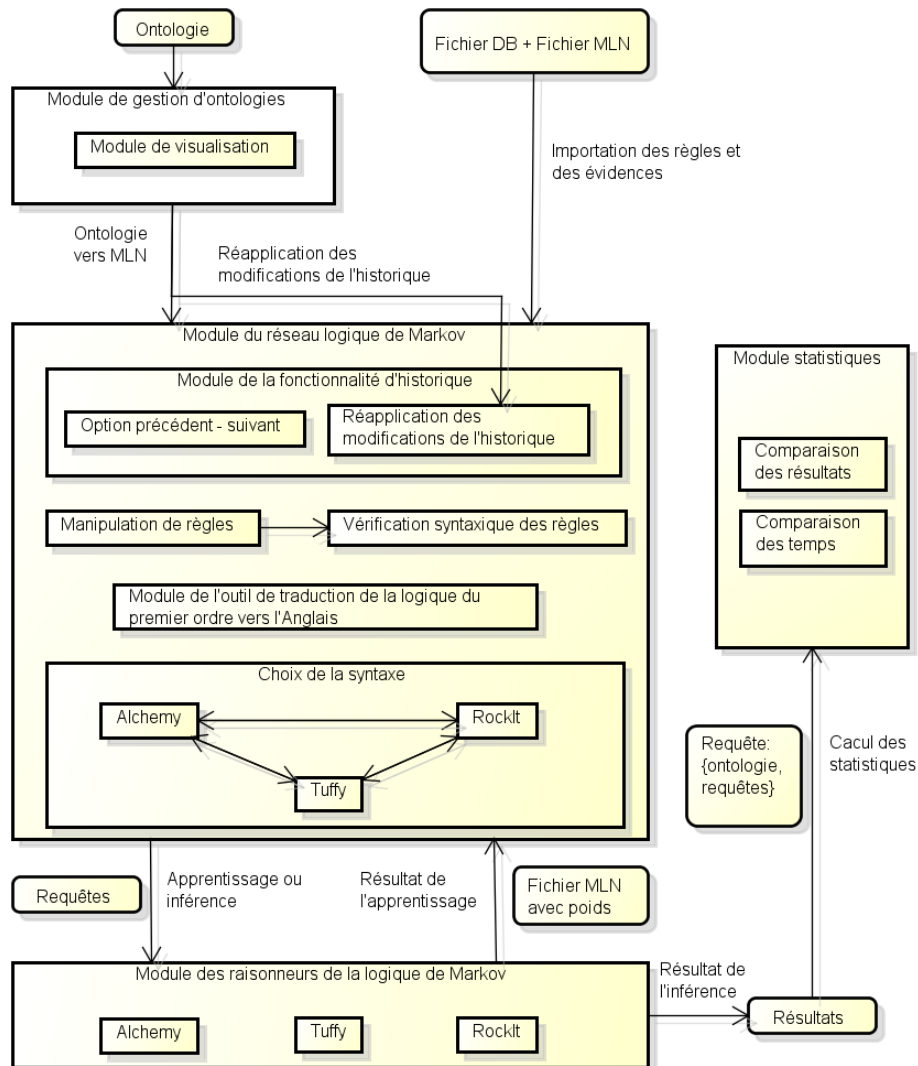 Ontologie
Fichier DB + Fichier MLN
Module de gestion d'ontologies
Module de visualisation
Importation des règles et
des évidences
Ontologie
vers MLN
Réapplication des
modifications de l'historique
Module du réseau logique de Markov
Module de la fonctionnalité d'historique
Option précédent - suivant
Réapplication des
modifications de l'historique
Manipulation de règles
Vérification syntaxique des règles
Module de l'outil de traduction de la logique du
premier ordre vers l'Anglais
Choix de la syntaxe
Alchemy
RockIt
Tuffy
Module statistiques
Comparaison
des résultats
Comparaison
des temps
Requête:
{ontologie,
requêtes}
Cacul des
statistiques
Requêtes
Apprentissage ou
inférence
Résultat de
l'apprentissage
Fichier MLN
avec poids
Module des raisonneurs de la logique de Markov
Alchemy
Tuffy
RockIt
Résultat de
l'inférence
Résultats